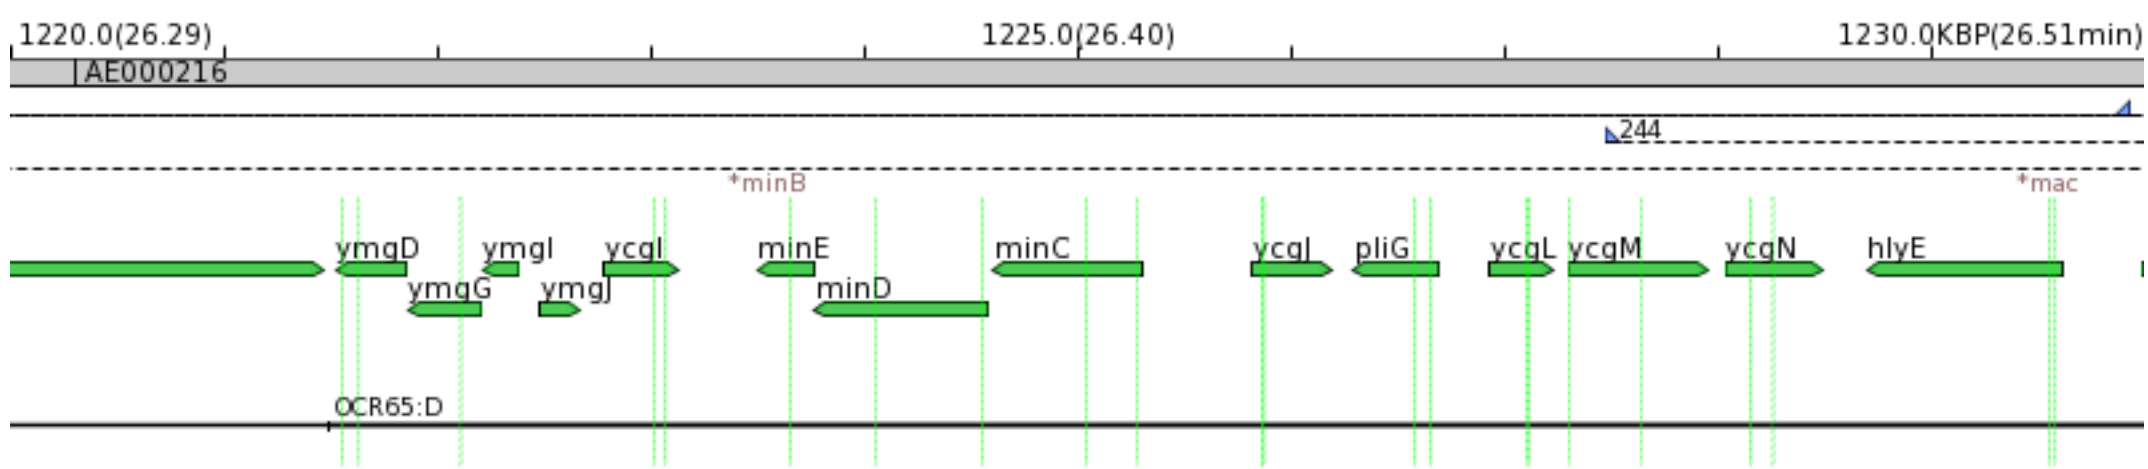 1220.0(26.29) 1225.0(26.40) 1230.0KBP(26.51min)
AE000216
244
*minB *mac
ymgD ymgI ycgI minE minC ycgJ pliG ycgL ycgM ycgN hlyE
ymgG ymgJ minD
OCR65:D